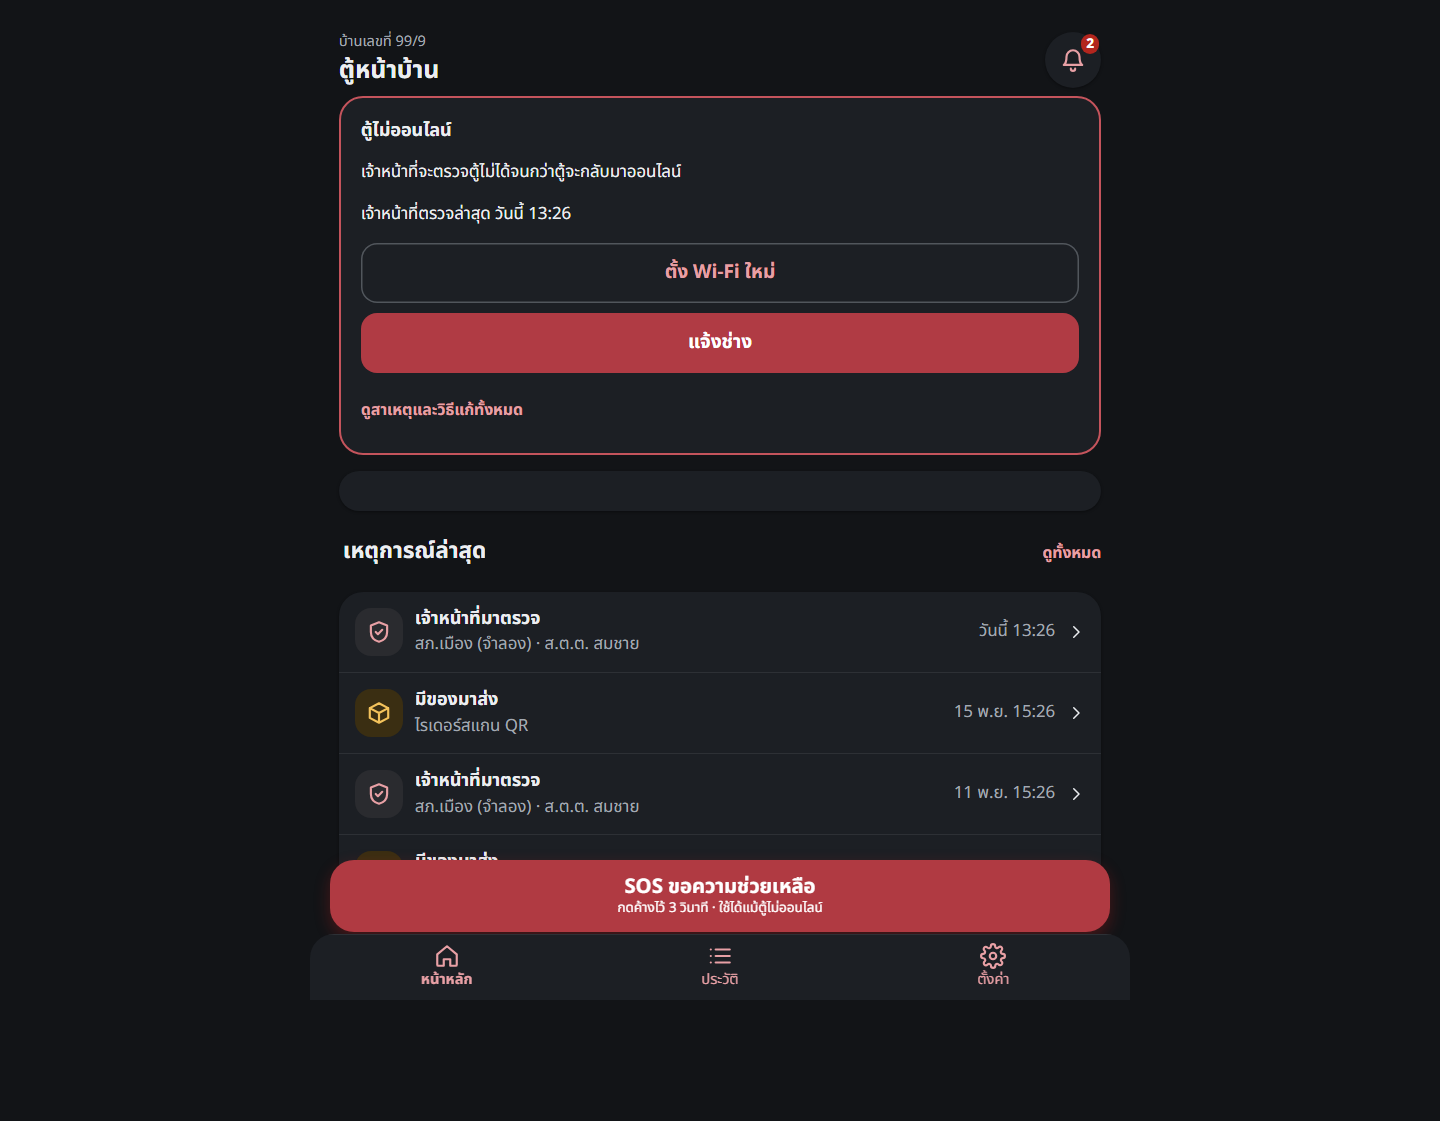 บ้านเลขที่ 99/9
ตู้หน้าบ้าน
2
ตู้ไม่ออนไลน์
เจ้าหน้าที่จะตรวจตู้ไม่ได้จนกว่าตู้จะกลับมาออนไลน์
เจ้าหน้าที่ตรวจล่าสุด วันนี้ 13:26
ตั้ง Wi-Fi ใหม่
แจ้งช่าง
ดูสาเหตุและวิธีแก้ทั้งหมด
เหตุการณ์ล่าสุด
ดูทั้งหมด
เจ้าหน้าที่มาตรวจ
สภ.เมือง (จำลอง) · ส.ต.ต. สมชาย
วันนี้ 13:26
มีของมาส่ง
ไรเดอร์สแกน QR
15 พ.ย. 15:26
เจ้าหน้าที่มาตรวจ
สภ.เมือง (จำลอง) · ส.ต.ต. สมชาย
11 พ.ย. 15:26
มีของมาส่ง
SOS ขอความช่วยเหลือ
กดค้างไว้ 3 วินาที · ใช้ได้แม้ตู้ไม่ออนไลน์
หน้าหลัก
ประวัติ
ตั้งค่า